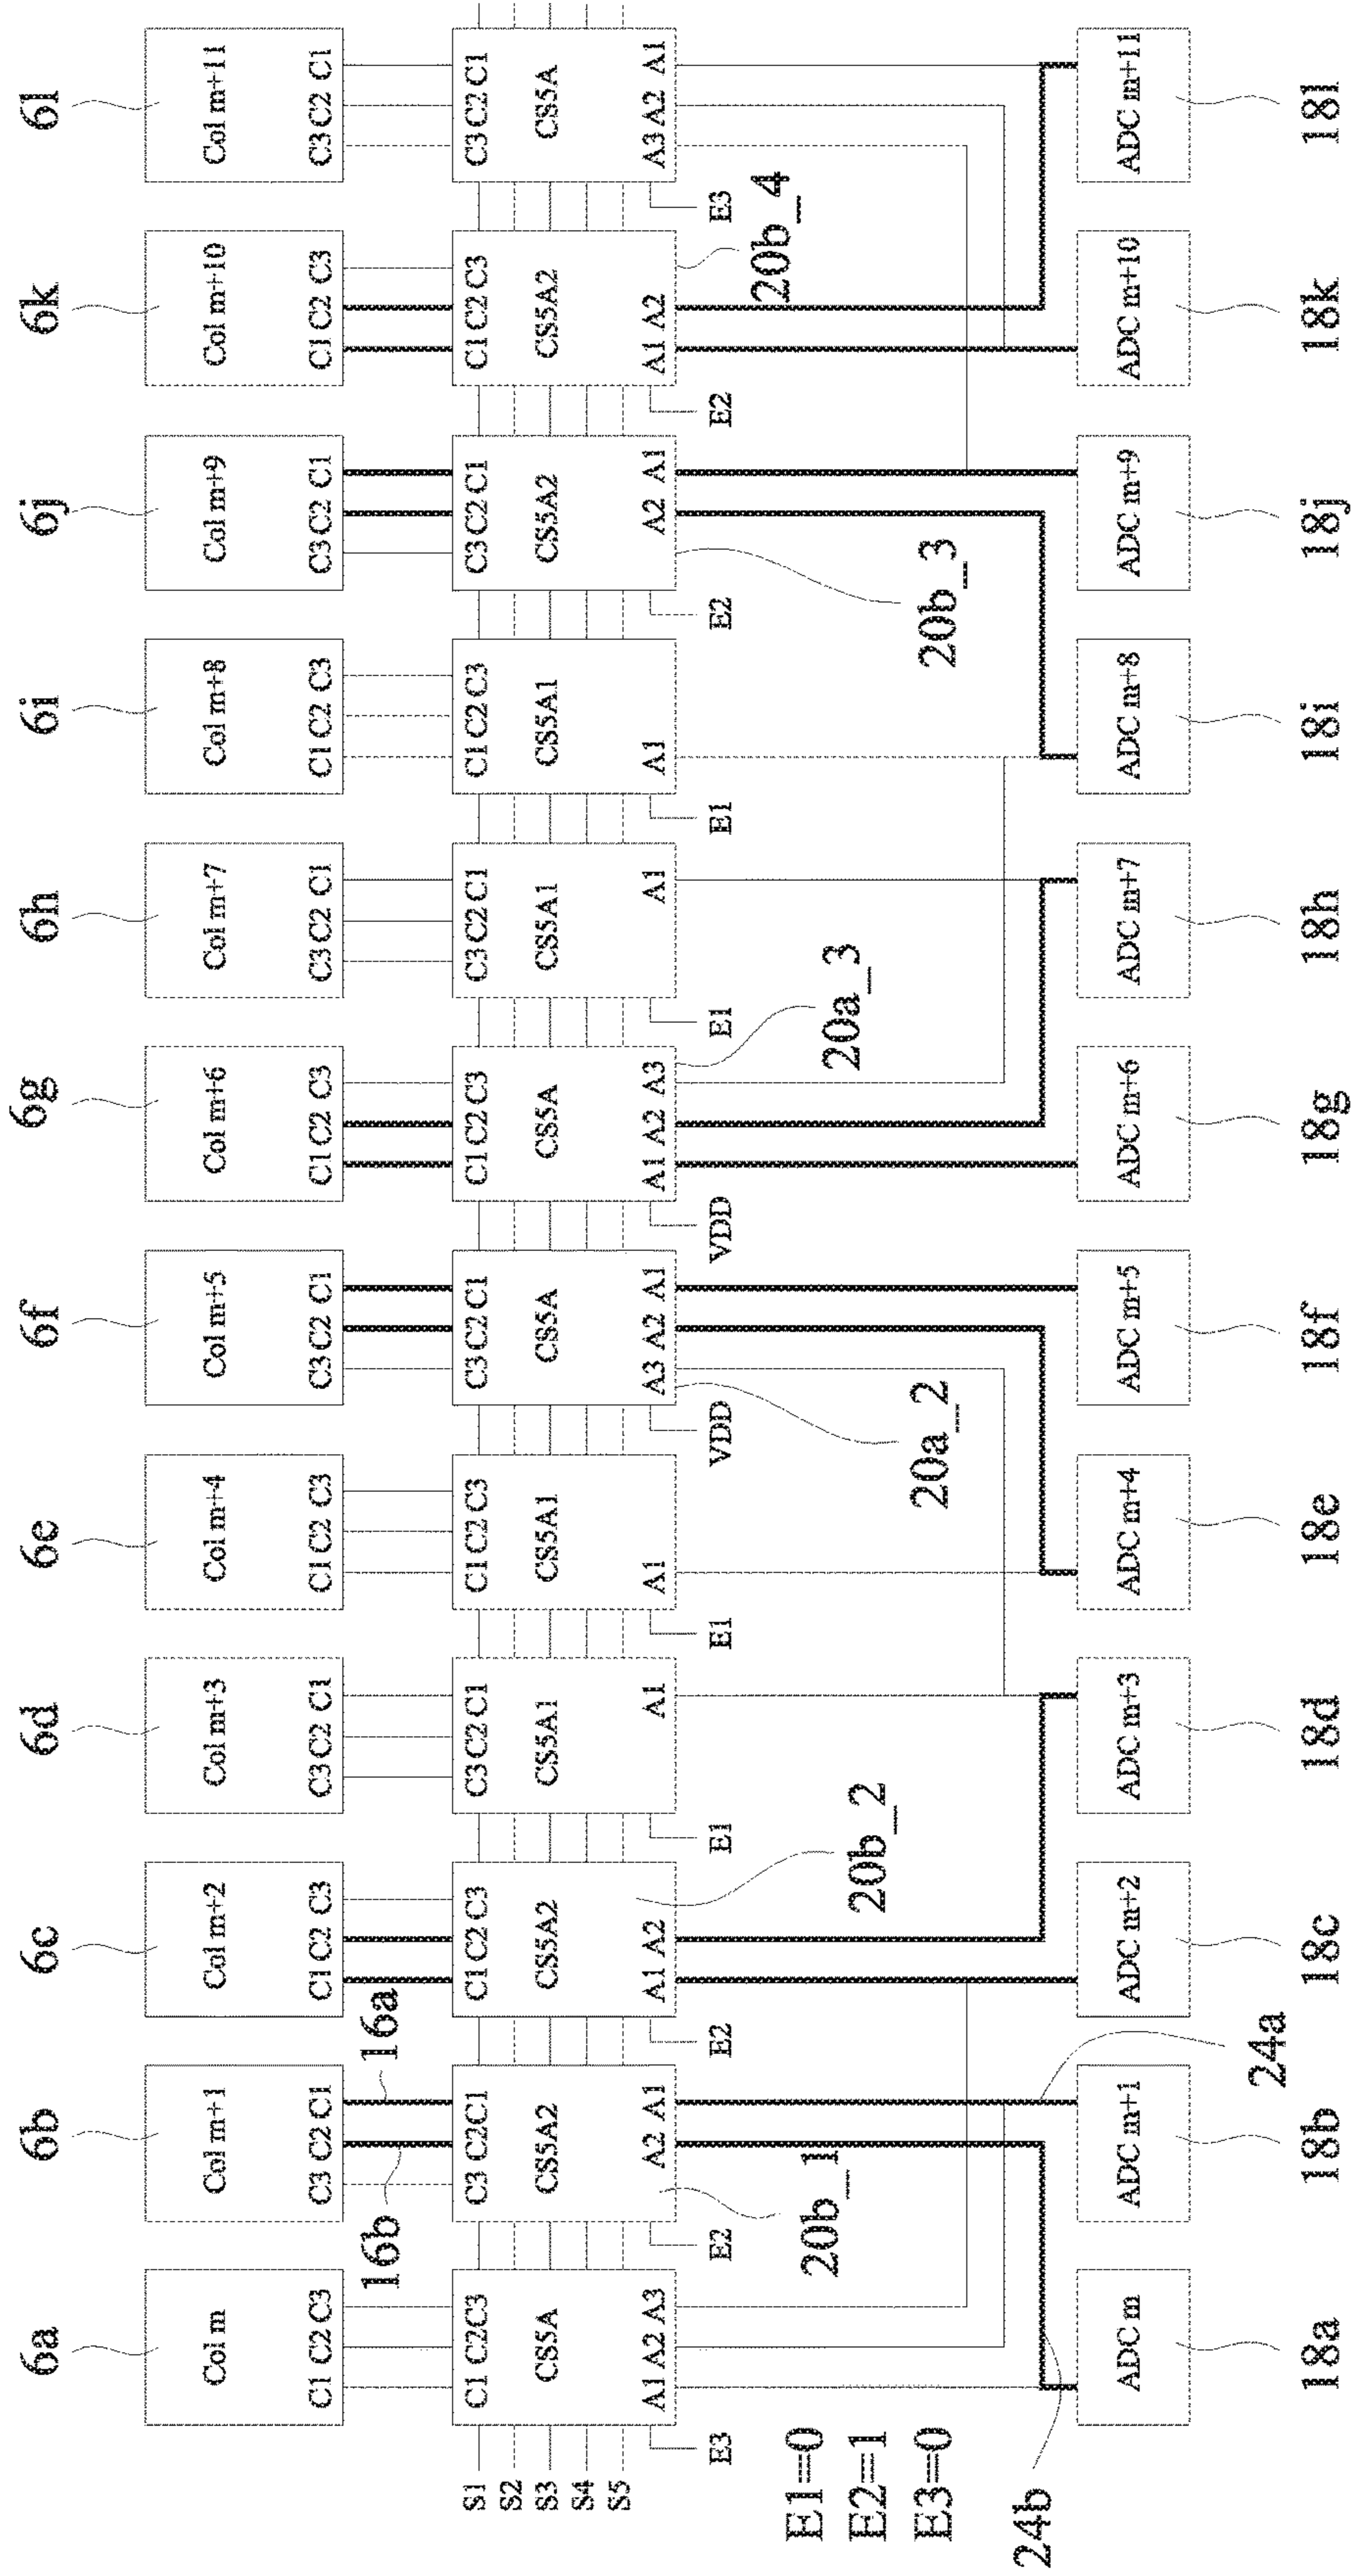 6a 6b 6c 6d 6e 6f 6g 6h 6i 6j 6k 6l
Col m Col m+1 Col m+2 Col m+3 Col m+4 Col m+5 Col m+6 Col m+7 Col m+8 Col m+9 Col m+10 Col m+11
C1 C2 C3 C3 C2 C1 C1 C2 C3 C3 C2 C1 C1 C2 C3 C3 C2 C1 C1 C2 C3 C3 C2 C1 C1 C2 C3 C3 C2 C1 C1 C2 C3 C3 C2 C1
16b 16a
S1 C1 C2 C3 C3 C2 C1 C1 C2 C3 C3 C2 C1 C1 C2 C3 C3 C2 C1 C1 C2 C3 C3 C2 C1 C1 C2 C3 C3 C2 C1 C1 C2 C3 C3 C2 C1
S2
S3 CS5A CS5A2 CS5A2 CS5A1 CS5A1 CS5A CS5A CS5A1 CS5A1 CS5A2 CS5A2 CS5A
S4
S5
A1 A2 A3 A2 A1 A1 A2 A1 A1 A3 A2 A1 A1 A2 A3 A1 A1 A2 A1 A1 A2 A3 A2 A1
E3 E2 E2 E1 E1 VDD VDD E1 E1 E2 E2 E3
20b_4
E1=0 20b_1 20a_3
E2=1 20b_2
E3=0 20a_2 20b_3
24b
ADC m ADC m+1 ADC m+2 ADC m+3 ADC m+4 ADC m+5 ADC m+6 ADC m+7 ADC m+8 ADC m+9 ADC m+10 ADC m+11
24a
18a 18b 18c 18d 18e 18f 18g 18h 18i 18j 18k 18l